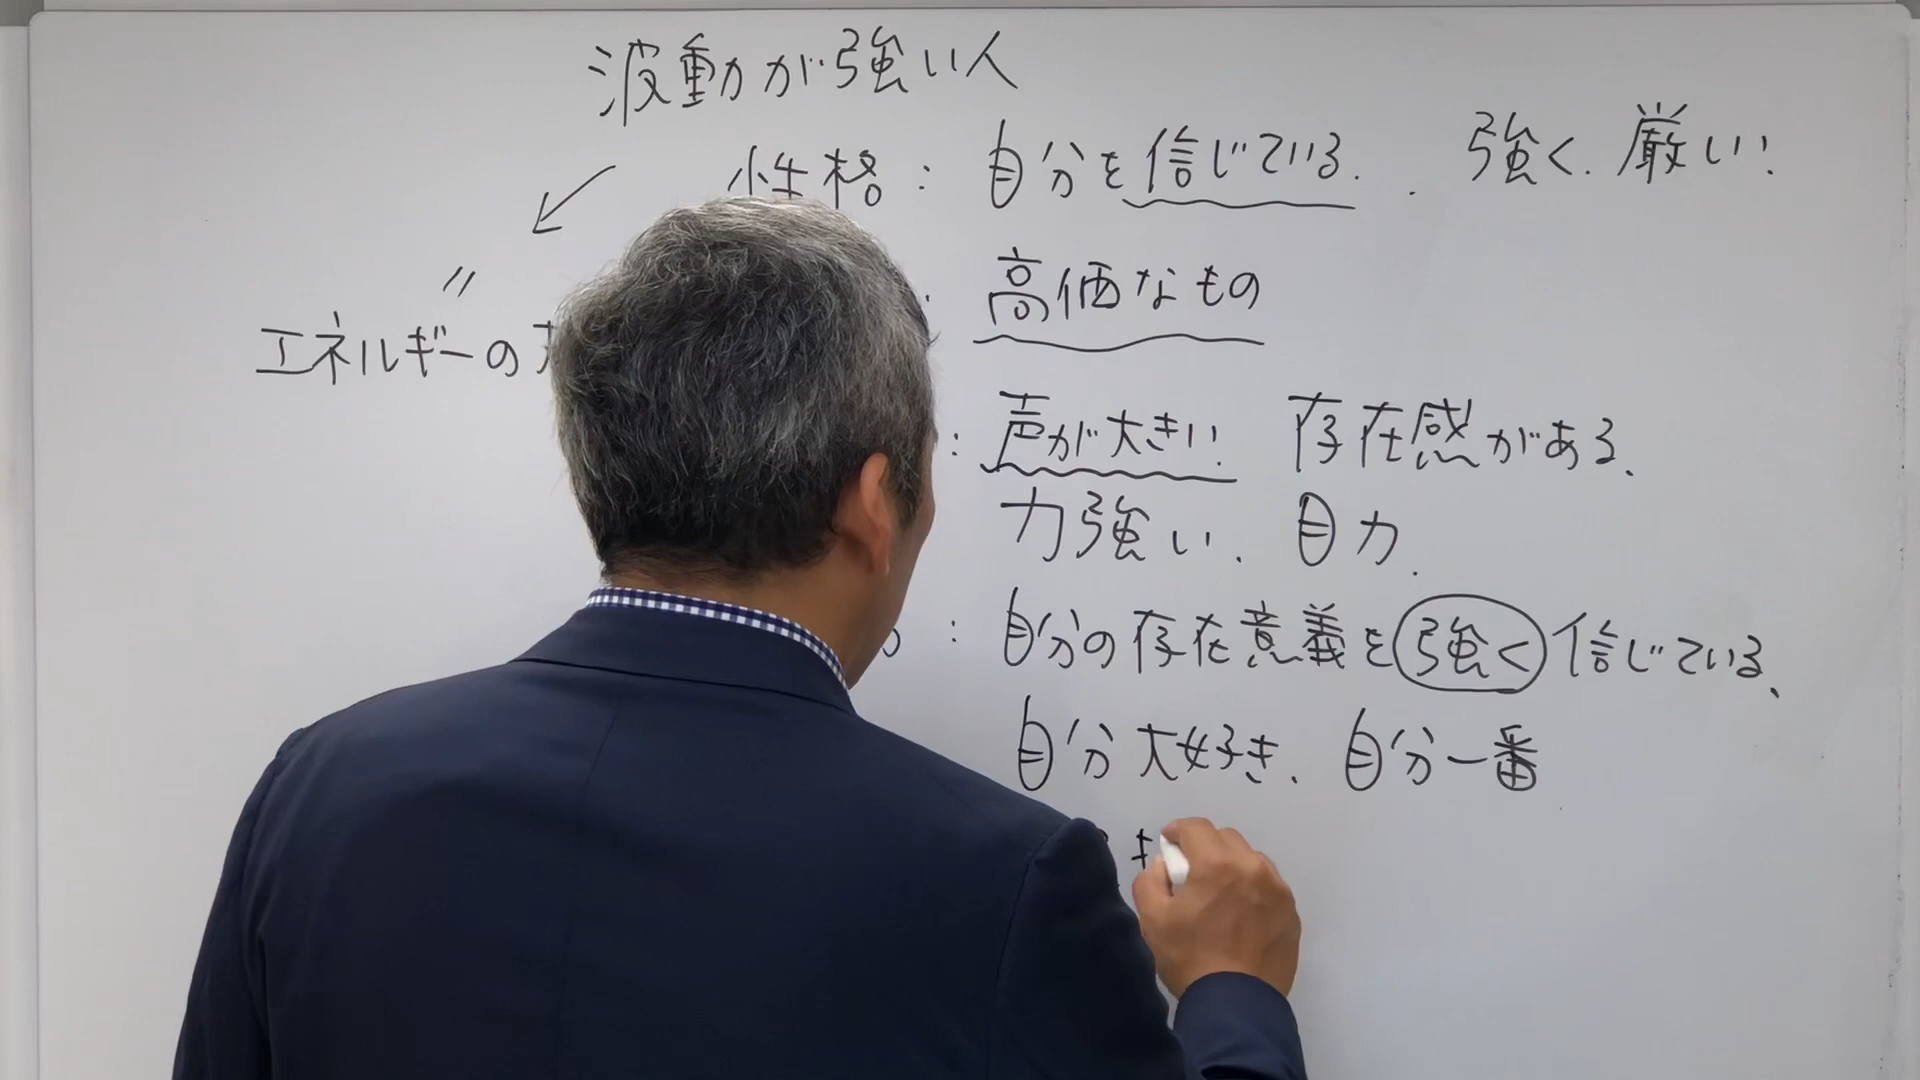 波動が強い人
性格: 自分を信じている. . 強く. 厳しい.
: 高価なもの
〃
エネルギーの
: 声が大きい. 存在感がある.
力強い. 目力.
: 自分の存在意義を強く信じている、
自分大好き、自分一番